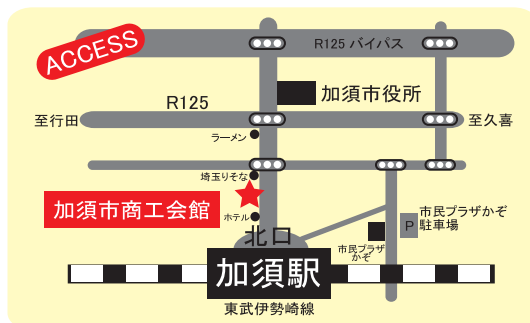 ACCESS
R125 バイパス
加須市役所
R125
至行田
至久喜
ラーメン
埼玉りそな
加須市商工会館
ホテル
北口
市民プラザかぞ
駐車場
P
市民プラザ
かぞ
加須駅
東武伊勢崎線